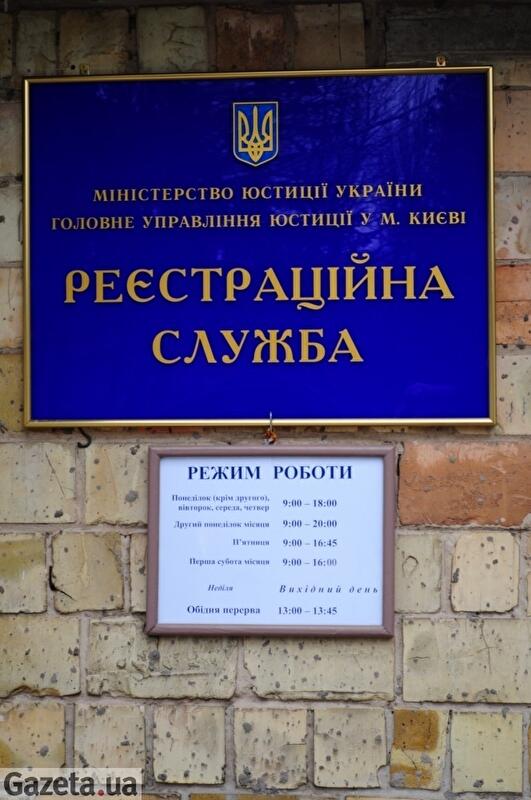 МІНІСТЕРСТВО ЮСТИЦІЇ УКРАЇНИ
ГОЛОВНЕ УПРАВЛІННЯ ЮСТИЦІЇ У М. КИЄВІ
РЕЄСТРАЦІЙНА
СЛУЖБА
РЕЖИМ РОБОТИ
Понеділок (крім другого),
вівторок, середа, четвер 9:00 – 18:00
Другий понеділок місяця 9:00 – 20:00
П'ятниця 9:00 – 16:45
Перша субота місяця 9:00 – 16:00
Неділя Вихідний день
Обідня перерва 13:00 – 13:45
Gazeta.ua